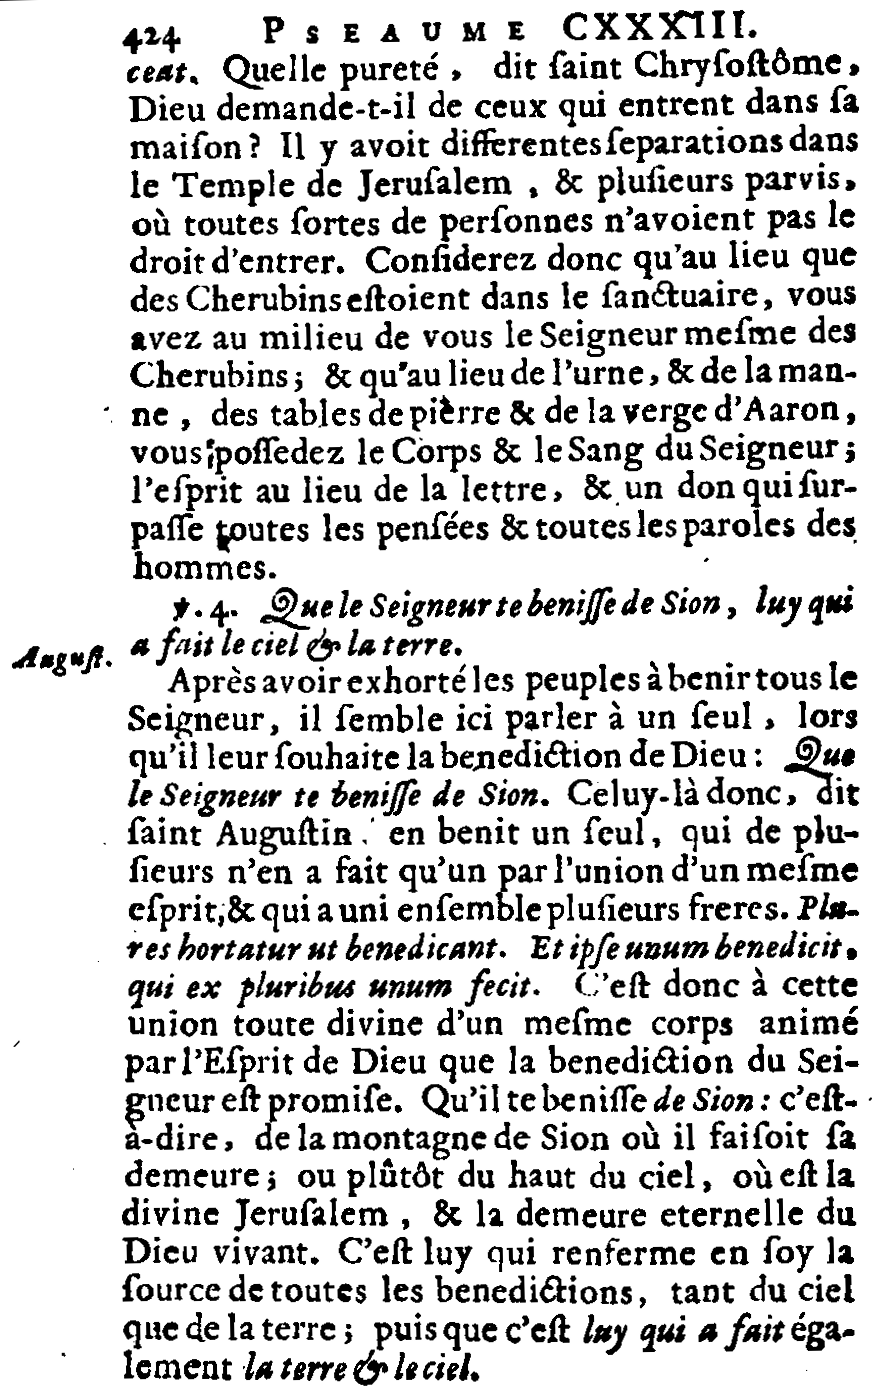 424 PSEAUME CXXXIII.
ceat. Quelle pureté, dit ſaint Chryſoſtôme,
Dieu demande-t-il de ceux qui entrent dans ſa
maiſon? Il y avoit differentes ſeparations dans
le Temple de Jeruſalem, & pluſieurs parvis,
où toutes ſortes de perſonnes n'avoient pas le
droit d'entrer. Conſiderez donc qu'au lieu que
des Cherubins eſtoient dans le ſanctuaire, vous
avez au milieu de vous le Seigneur meſme des
Cherubins; & qu'au lieu de l'urne, & de la man-
ne, des tables de pièrre & de la verge d'Aaron,
vous poſſedez le Corps & le Sang du Seigneur;
l'eſprit au lieu de la lettre, & un don qui ſur-
paſſe toutes les penſées & toutes les paroles des
hommes.
℣. 4. Que le Seigneur te beniſſe de Sion, luy qui
a fait le ciel & la terre.
Auguſt.
Après avoir exhorté les peuples à benir tous le
Seigneur, il ſemble ici parler à un ſeul, lors
qu'il leur ſouhaite la benediction de Dieu: Que
le Seigneur te beniſſe de Sion. Celuy-là donc, dit
ſaint Auguſtin, en benit un ſeul, qui de plu-
ſieurs n'en a fait qu'un par l'union d'un meſme
eſprit, & qui a uni enſemble pluſieurs freres. Plu-
res hortatur ut benedicant. Et ipſe unum benedicit,
qui ex pluribus unum fecit. C'eſt donc à cette
union toute divine d'un meſme corps animé
par l'Eſprit de Dieu que la benediction du Sei-
gneur eſt promiſe. Qu'il te beniſſe de Sion: c'eſt-
à-dire, de la montagne de Sion où il faiſoit ſa
demeure; ou plûtôt du haut du ciel, où eſt la
divine Jeruſalem, & la demeure eternelle du
Dieu vivant. C'eſt luy qui renferme en ſoy la
ſource de toutes les benedictions, tant du ciel
que de la terre; puis que c'eſt luy qui a fait éga-
lement la terre & le ciel.